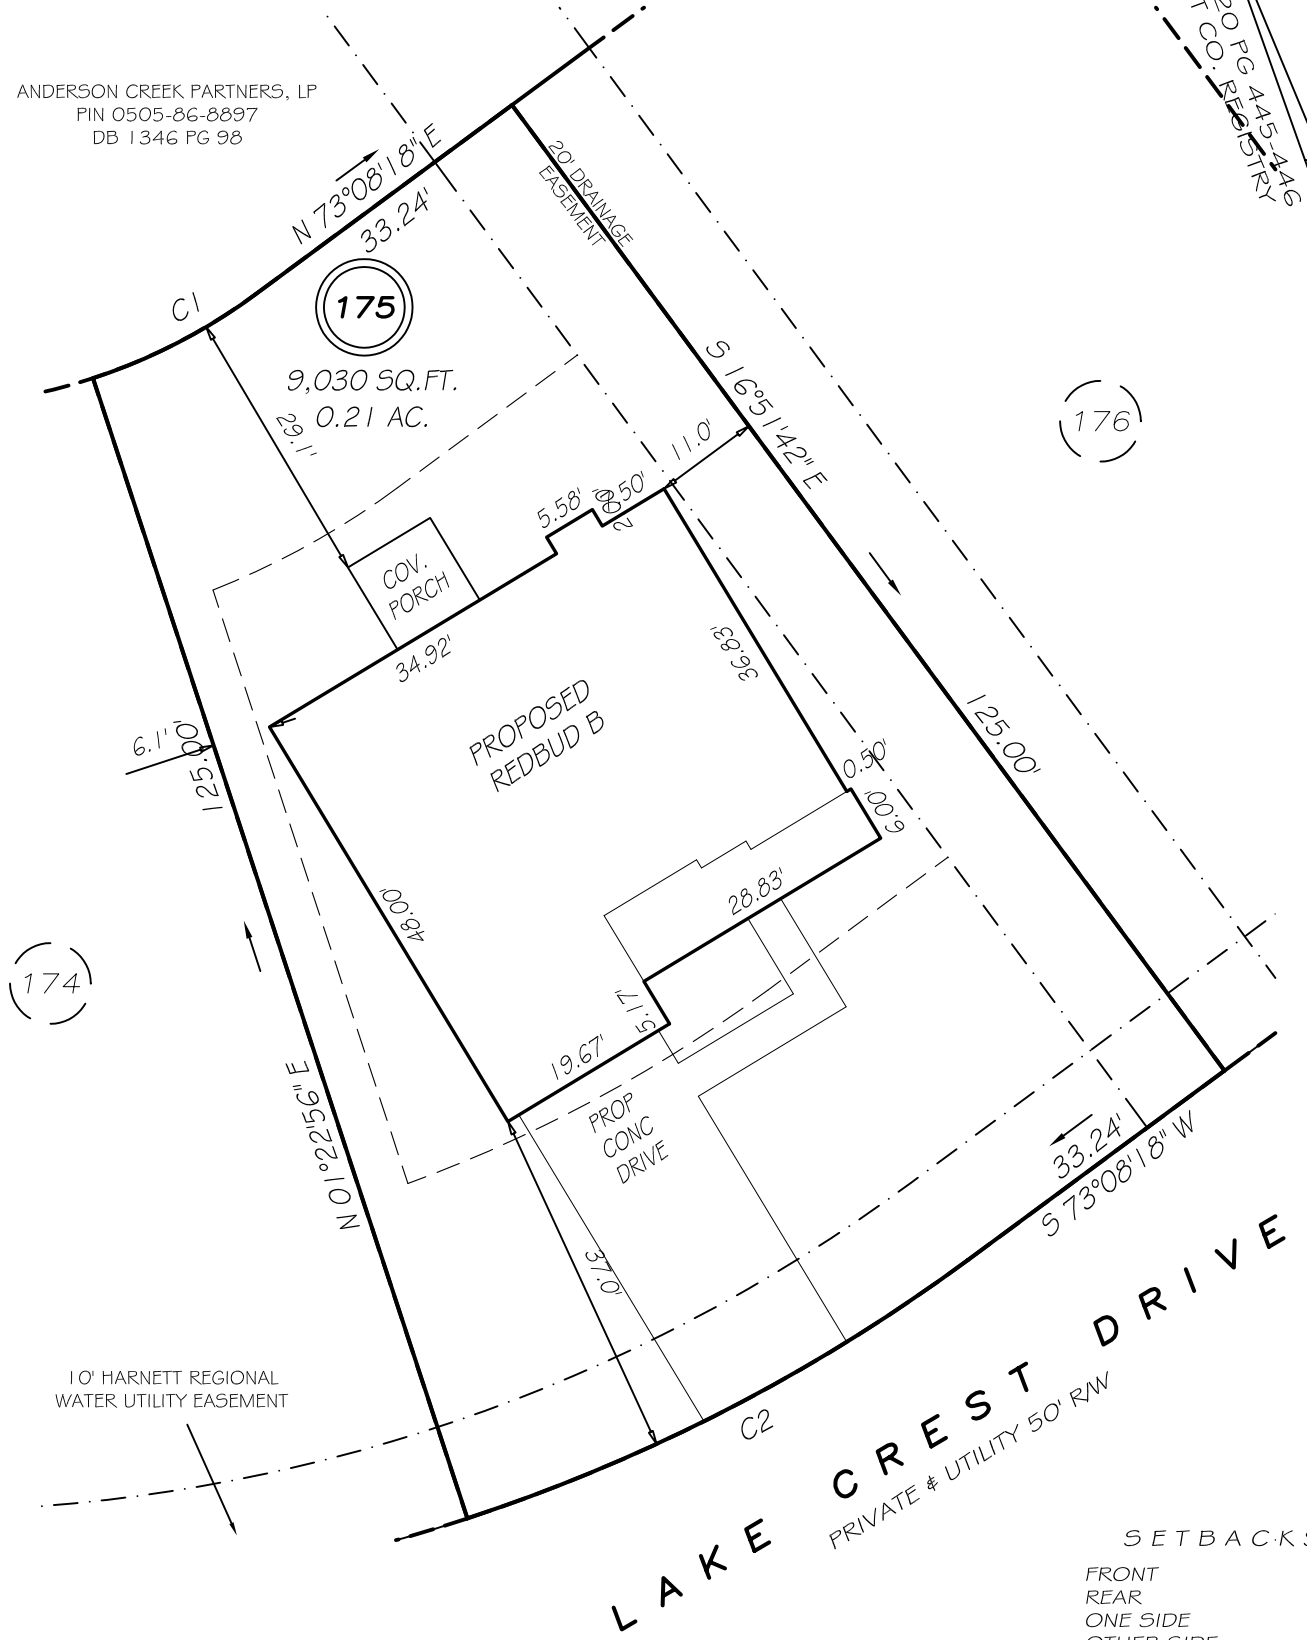 ANDERSON CREEK PARTNERS, LP
PIN 0505-86-8897
DB 1346 PG 98
20 PG 445-446
T CO. REGISTRY
N 73°08'18" E
33.24'
C1
175
9,030 SQ.FT.
0.21 AC.
20' DRAINAGE
EASEMENT
S 16°51'42" E
125.00'
176
29.1'
11.0'
5.58'
2.00'
9.50'
COV.
PORCH
34.92'
36.83'
PROPOSED
REDBUD B
6.1'
125.00'
0.50'
6.00'
28.83'
48.00'
5.17'
19.67'
174
N 01°22'56" E
PROP
CONC
DRIVE
37.0'
33.24'
S 73°08'18" W
10' HARNETT REGIONAL
WATER UTILITY EASEMENT
C2
LAKE CREST DRIVE
PRIVATE & UTILITY 50' R/W
SETBACKS
FRONT
REAR
ONE SIDE
OTHER SIDE